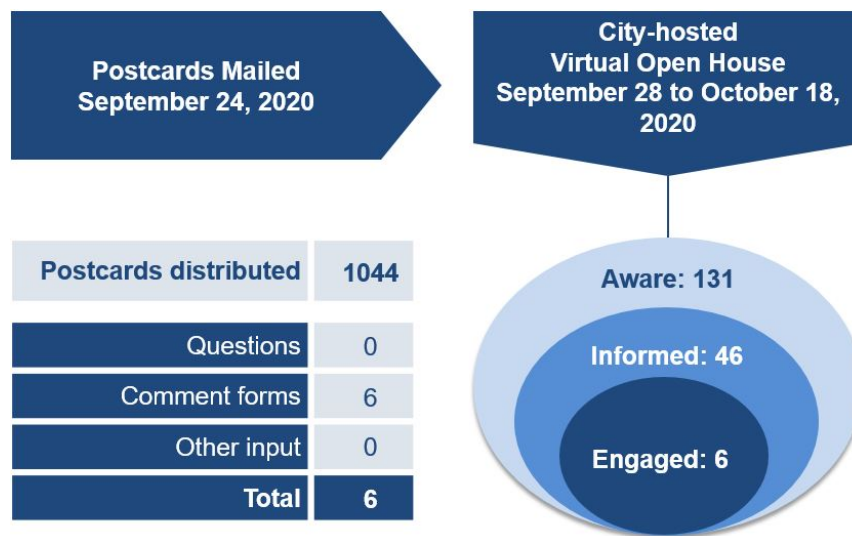 Postcards Mailed
September 24, 2020
City-hosted
Virtual Open House
September 28 to October 18,
2020
Postcards distributed 1044
Questions 0
Comment forms 6
Other input 0
Total 6
Aware: 131
Informed: 46
Engaged: 6